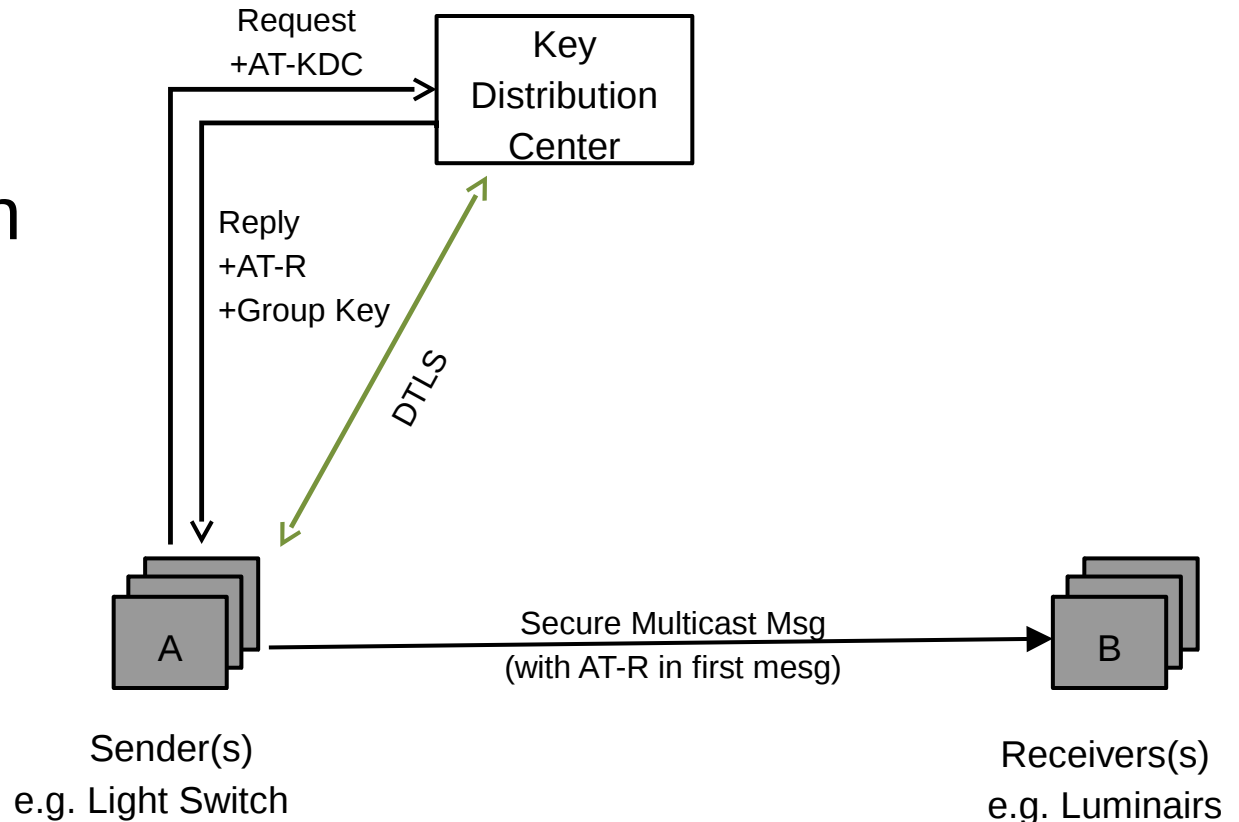 Request
+AT-KDC
Key
Distribution
Center
Reply
+AT-R
+Group Key
DTLS
A
Secure Multicast Msg
(with AT-R in first mesg)
B
Sender(s)
e.g. Light Switch
Receivers(s)
e.g. Luminairs